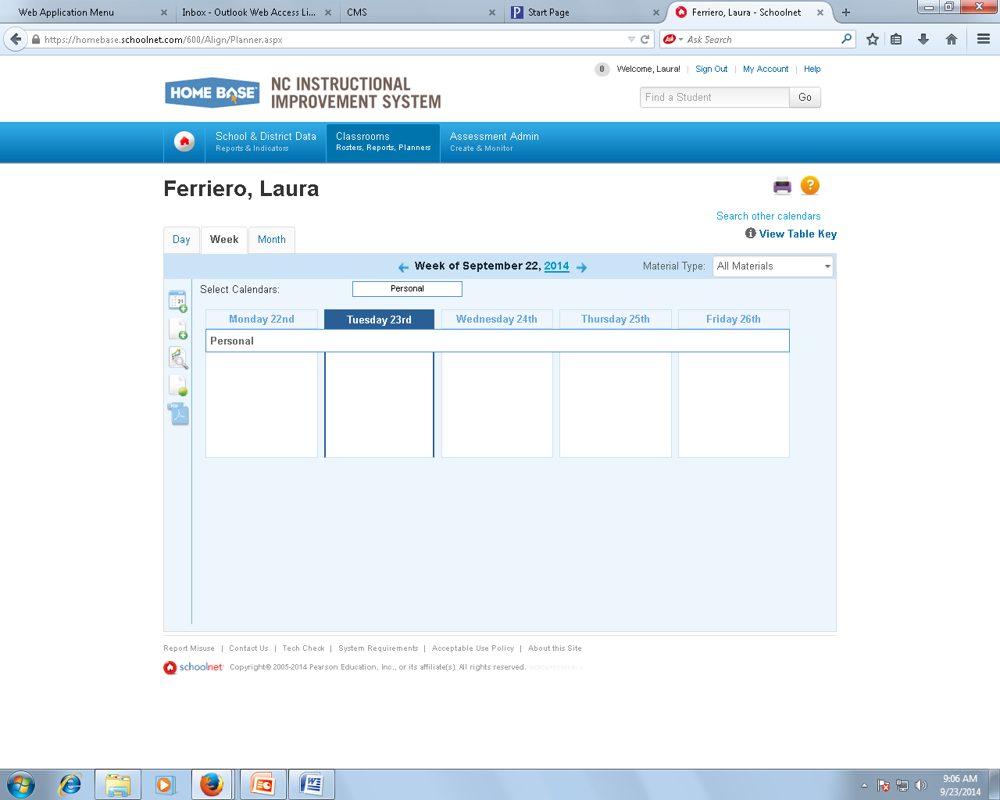 Web Application Menu
Inbox - Outlook Web Access Li...
CMS
Start Page
Ferriero, Laura - Schoolnet
https://homebase.schoolnet.com/600/Align/Planner.aspx
Ask Search
0 Welcome, Laura! | Sign Out | My Account | Help
HOME BASE
NC INSTRUCTIONAL
IMPROVEMENT SYSTEM
Find a Student Go
School & District Data
Reports & Indicators
Classrooms
Rosters, Reports, Planners
Assessment Admin
Create & Monitor
Ferriero, Laura
Search other calendars
View Table Key
Day Week Month
Week of September 22, 2014
Material Type: All Materials
Select Calendars: Personal
Monday 22nd Tuesday 23rd Wednesday 24th Thursday 25th Friday 26th
Personal
PDF
Report Misuse | Contact Us | Tech Check | System Requirements | Acceptable Use Policy | About this Site
schoolnet Copyright© 2005-2014 Pearson Education, Inc., or its affiliate(s). All rights reserved.
9:06 AM
9/23/2014